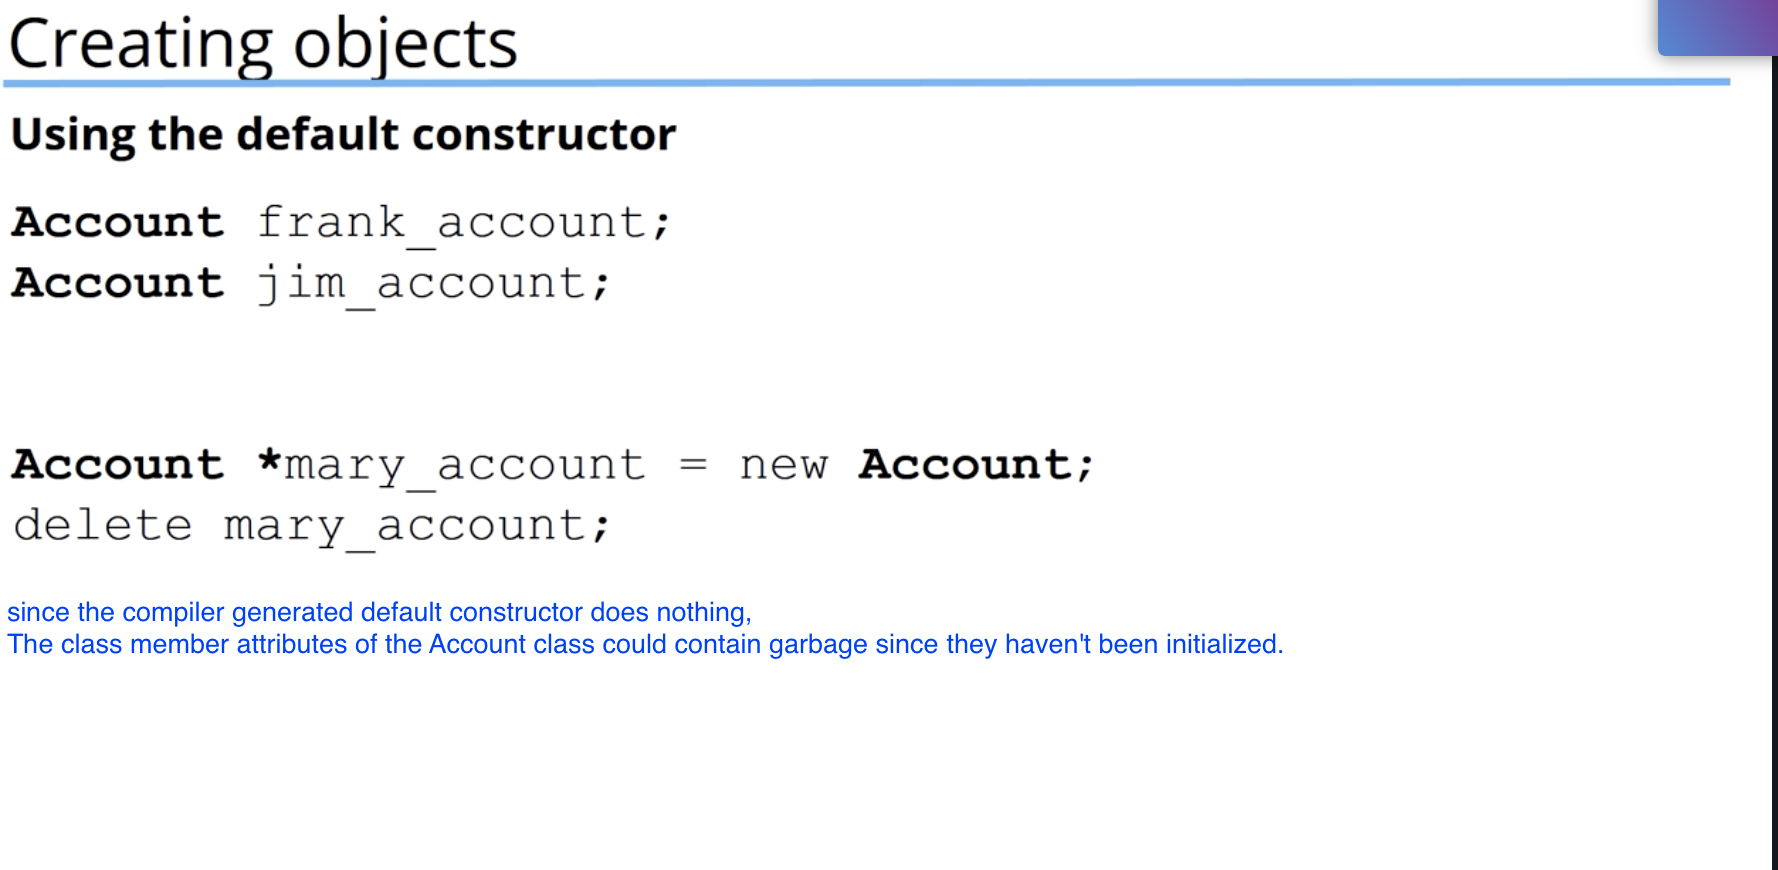 Creating objects
Using the default constructor
Account frank_account;
Account jim_account;
Account *mary_account = new Account;
delete mary_account;
since the compiler generated default constructor does nothing,
The class member attributes of the Account class could contain garbage since they haven't been initialized.